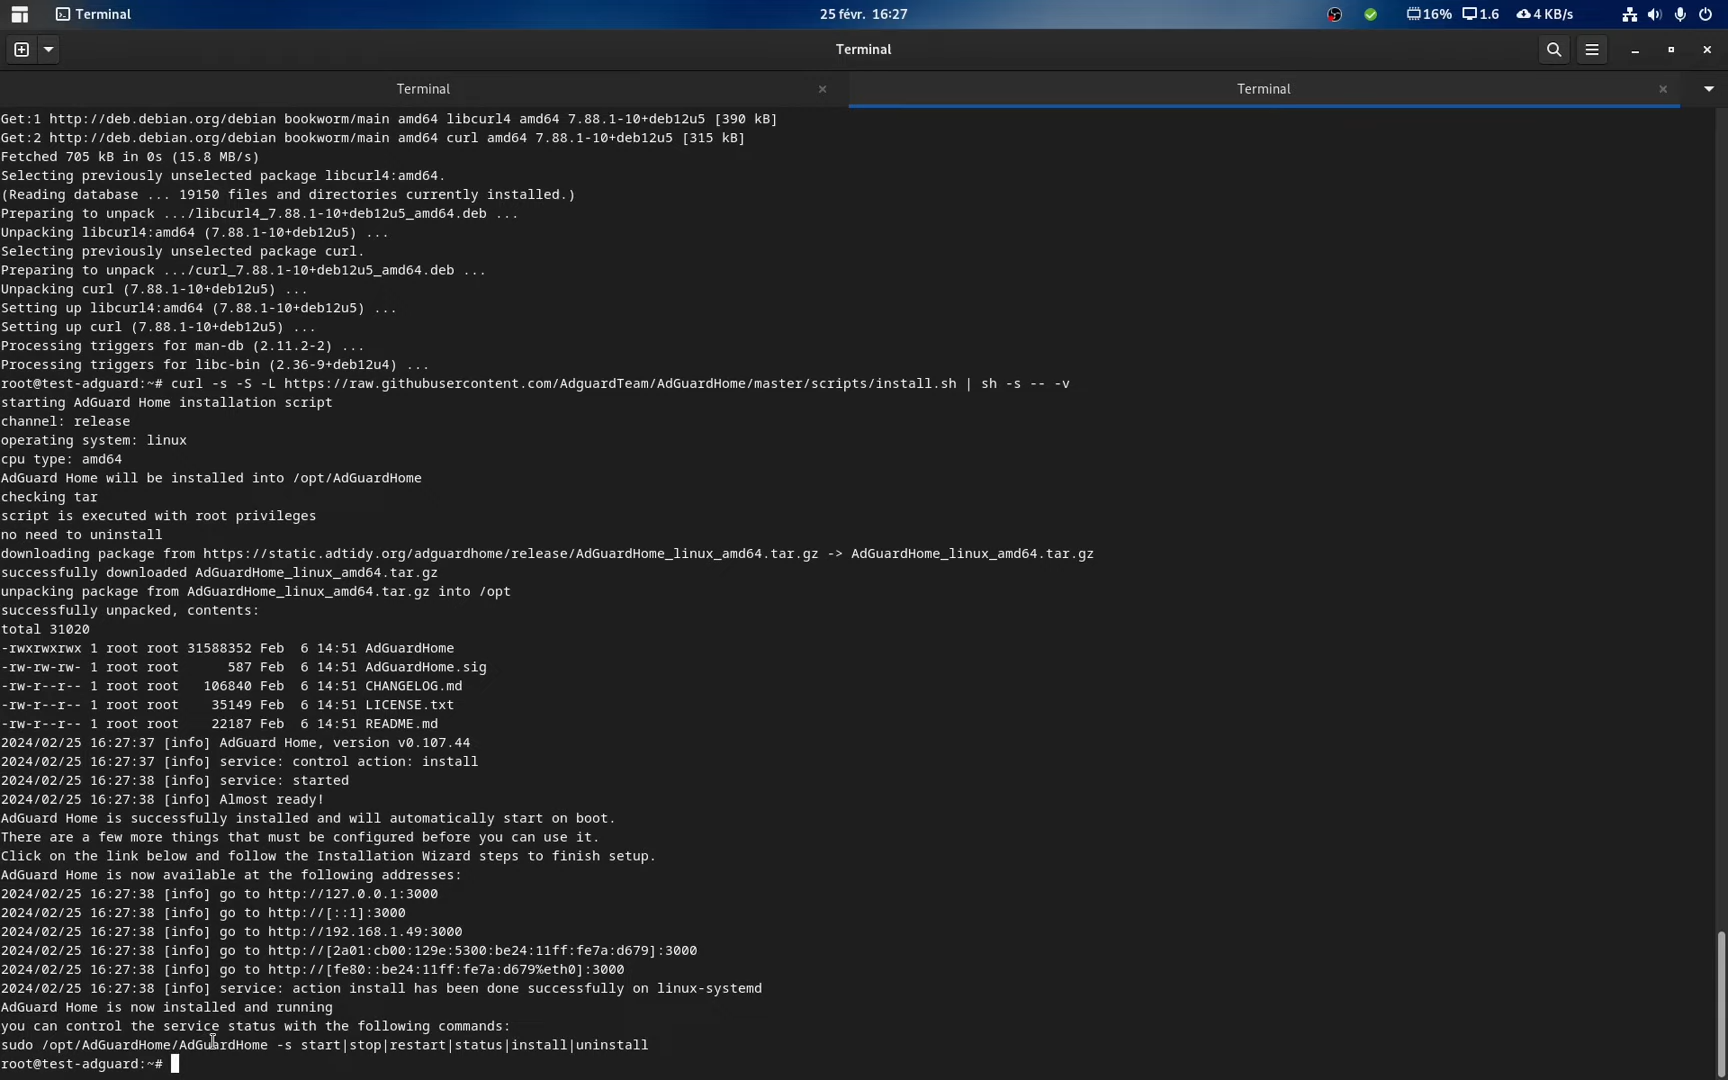 Terminal
25 févr. 16:27
16% 1.6 4 KB/s
Terminal
Terminal
Terminal
Get:1 http://deb.debian.org/debian bookworm/main amd64 libcurl4 amd64 7.88.1-10+deb12u5 [390 kB]
Get:2 http://deb.debian.org/debian bookworm/main amd64 curl amd64 7.88.1-10+deb12u5 [315 kB]
Fetched 705 kB in 0s (15.8 MB/s)
Selecting previously unselected package libcurl4:amd64.
(Reading database ... 19150 files and directories currently installed.)
Preparing to unpack .../libcurl4_7.88.1-10+deb12u5_amd64.deb ...
Unpacking libcurl4:amd64 (7.88.1-10+deb12u5) ...
Selecting previously unselected package curl.
Preparing to unpack .../curl_7.88.1-10+deb12u5_amd64.deb ...
Unpacking curl (7.88.1-10+deb12u5) ...
Setting up libcurl4:amd64 (7.88.1-10+deb12u5) ...
Setting up curl (7.88.1-10+deb12u5) ...
Processing triggers for man-db (2.11.2-2) ...
Processing triggers for libc-bin (2.36-9+deb12u4) ...
root@test-adguard:~# curl -s -S -L https://raw.githubusercontent.com/AdguardTeam/AdGuardHome/master/scripts/install.sh | sh -s -- -v
starting AdGuard Home installation script
channel: release
operating system: linux
cpu type: amd64
AdGuard Home will be installed into /opt/AdGuardHome
checking tar
script is executed with root privileges
no need to uninstall
downloading package from https://static.adtidy.org/adguardhome/release/AdGuardHome_linux_amd64.tar.gz -> AdGuardHome_linux_amd64.tar.gz
successfully downloaded AdGuardHome_linux_amd64.tar.gz
unpacking package from AdGuardHome_linux_amd64.tar.gz into /opt
successfully unpacked, contents:
total 31020
-rwxrwxrwx 1 root root 31588352 Feb  6 14:51 AdGuardHome
-rw-rw-rw- 1 root root      587 Feb  6 14:51 AdGuardHome.sig
-rw-r--r-- 1 root root   106840 Feb  6 14:51 CHANGELOG.md
-rw-r--r-- 1 root root    35149 Feb  6 14:51 LICENSE.txt
-rw-r--r-- 1 root root    22187 Feb  6 14:51 README.md
2024/02/25 16:27:37 [info] AdGuard Home, version v0.107.44
2024/02/25 16:27:37 [info] service: control action: install
2024/02/25 16:27:38 [info] service: started
2024/02/25 16:27:38 [info] Almost ready!
AdGuard Home is successfully installed and will automatically start on boot.
There are a few more things that must be configured before you can use it.
Click on the link below and follow the Installation Wizard steps to finish setup.
AdGuard Home is now available at the following addresses:
2024/02/25 16:27:38 [info] go to http://127.0.0.1:3000
2024/02/25 16:27:38 [info] go to http://[::1]:3000
2024/02/25 16:27:38 [info] go to http://192.168.1.49:3000
2024/02/25 16:27:38 [info] go to http://[2a01:cb00:129e:5300:be24:11ff:fe7a:d679]:3000
2024/02/25 16:27:38 [info] go to http://[fe80::be24:11ff:fe7a:d679%eth0]:3000
2024/02/25 16:27:38 [info] service: action install has been done successfully on linux-systemd
AdGuard Home is now installed and running
you can control the service status with the following commands:
sudo /opt/AdGuardHome/AdGuardHome -s start|stop|restart|status|install|uninstall
root@test-adguard:~#